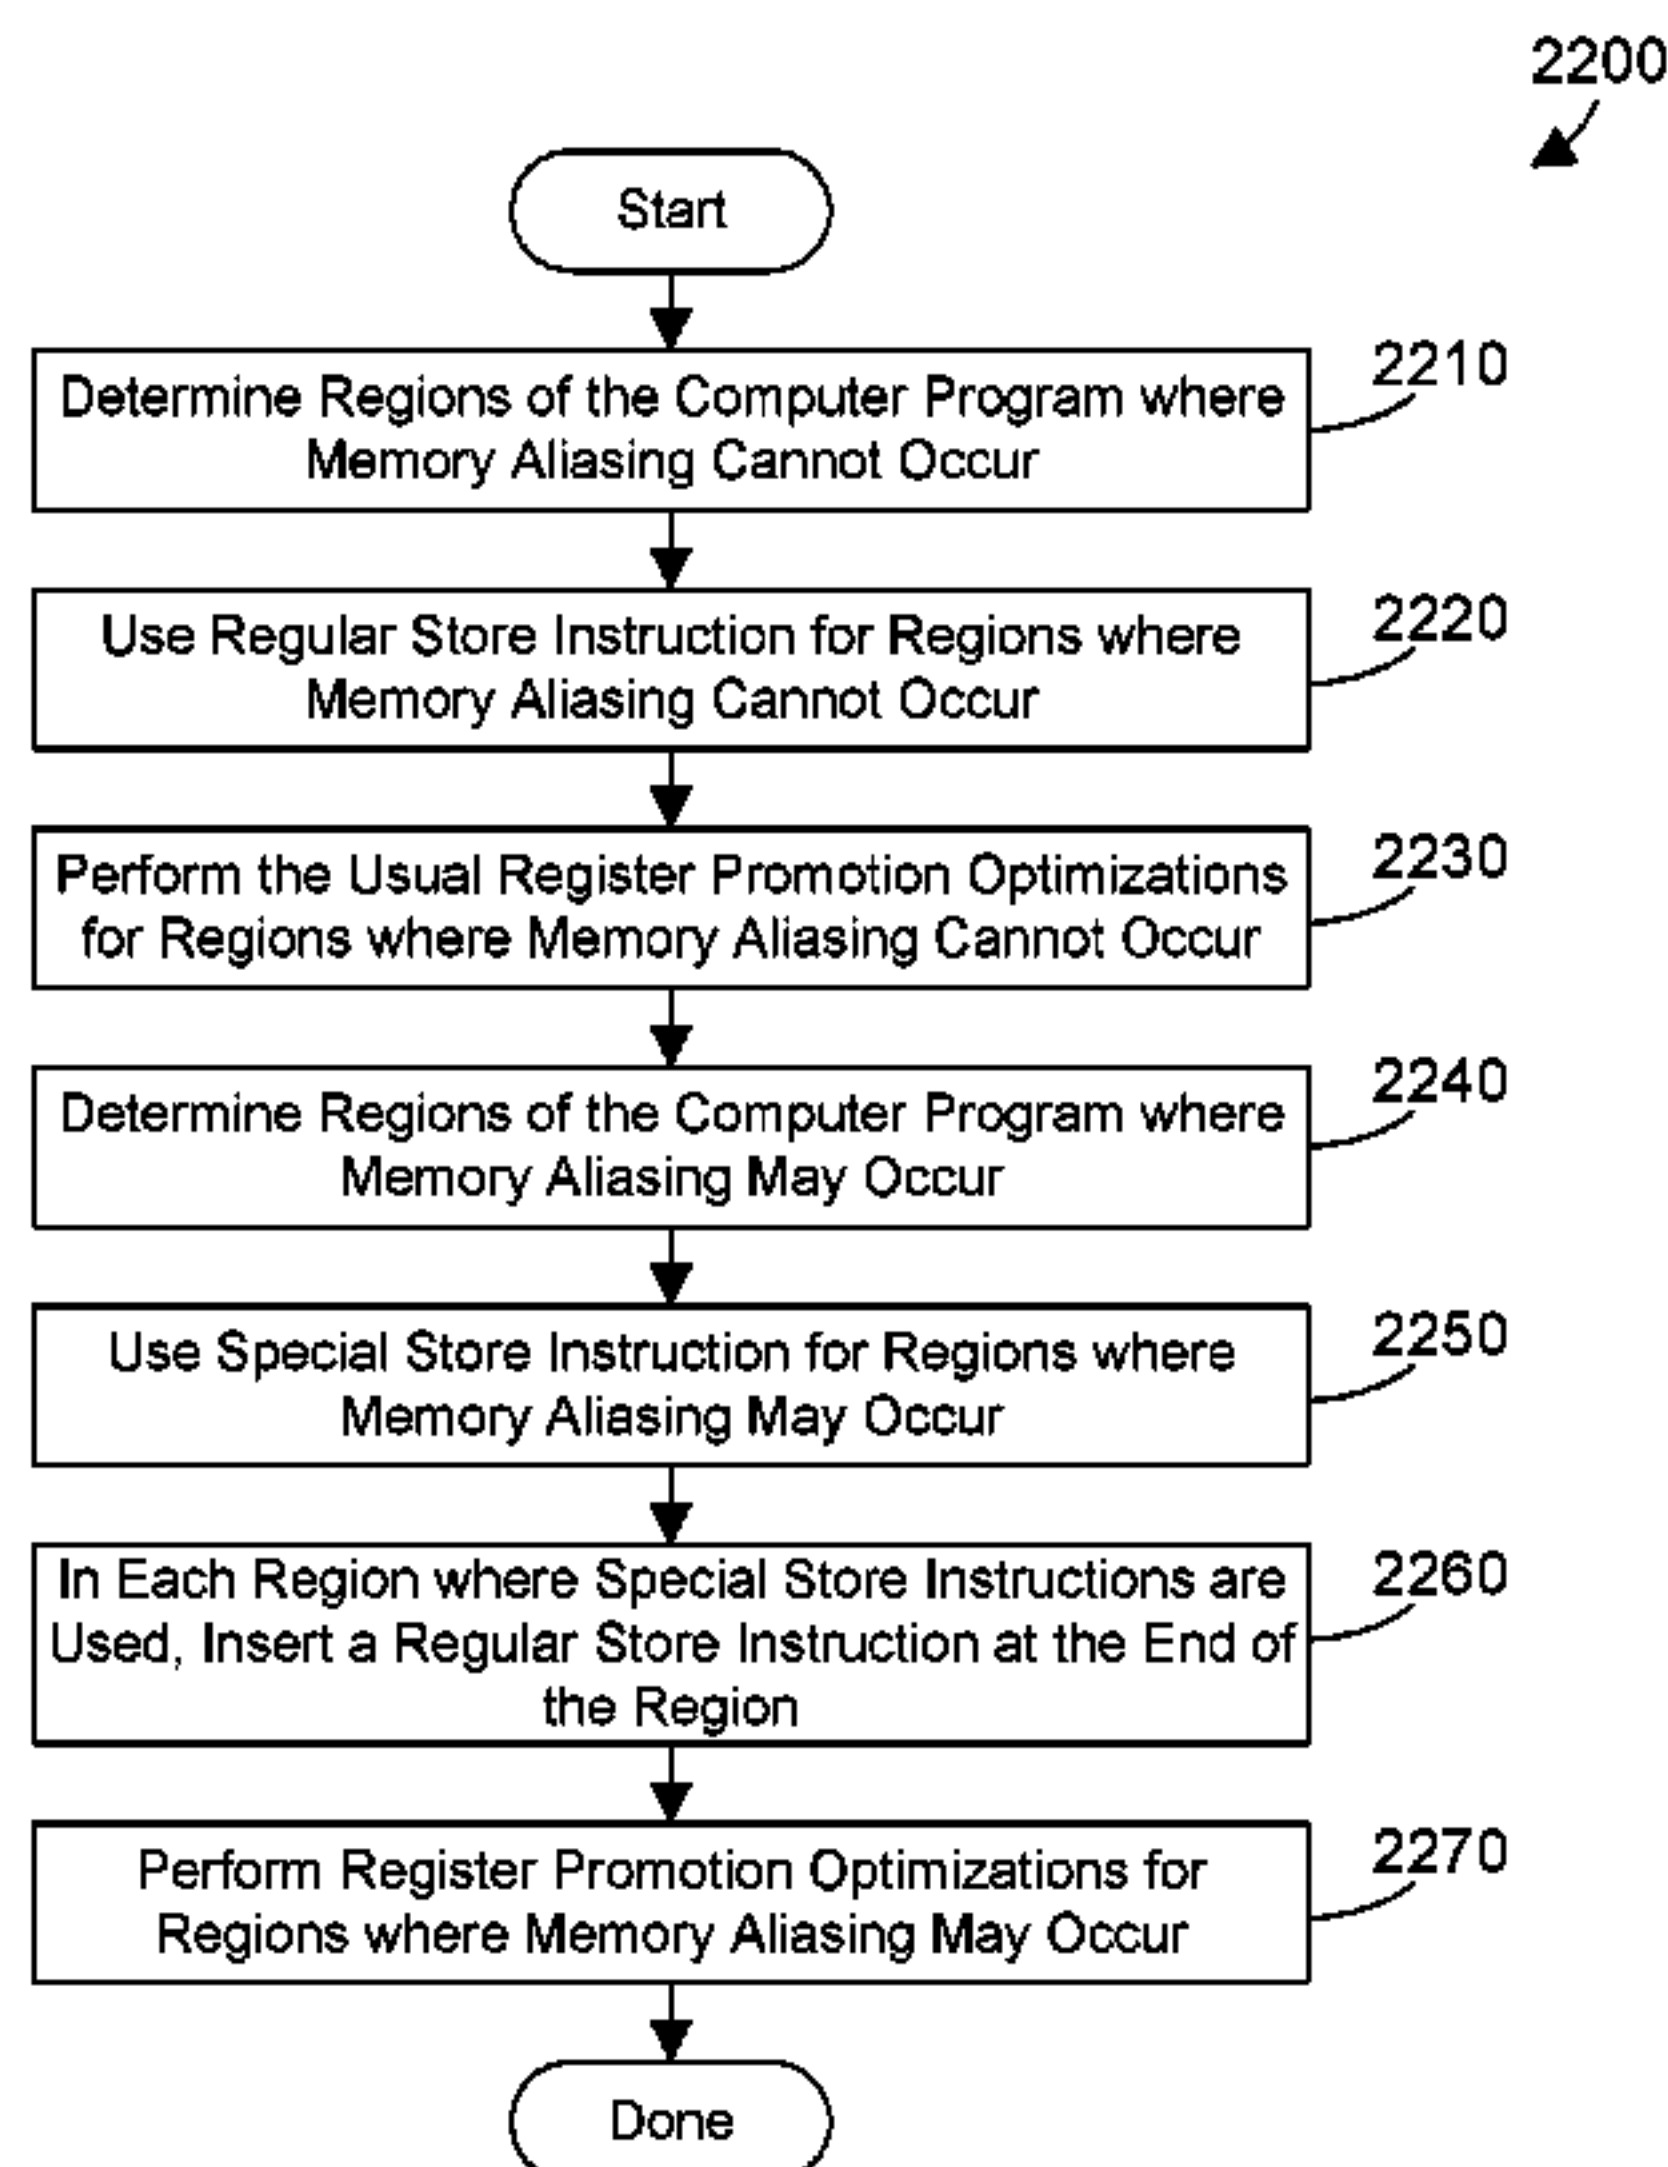 2200
Start
Determine Regions of the Computer Program where
Memory Aliasing Cannot Occur
2210
Use Regular Store Instruction for Regions where
Memory Aliasing Cannot Occur
2220
Perform the Usual Register Promotion Optimizations
for Regions where Memory Aliasing Cannot Occur
2230
Determine Regions of the Computer Program where
Memory Aliasing May Occur
2240
Use Special Store Instruction for Regions where
Memory Aliasing May Occur
2250
In Each Region where Special Store Instructions are
Used, Insert a Regular Store Instruction at the End of
the Region
2260
Perform Register Promotion Optimizations for
Regions where Memory Aliasing May Occur
2270
Done